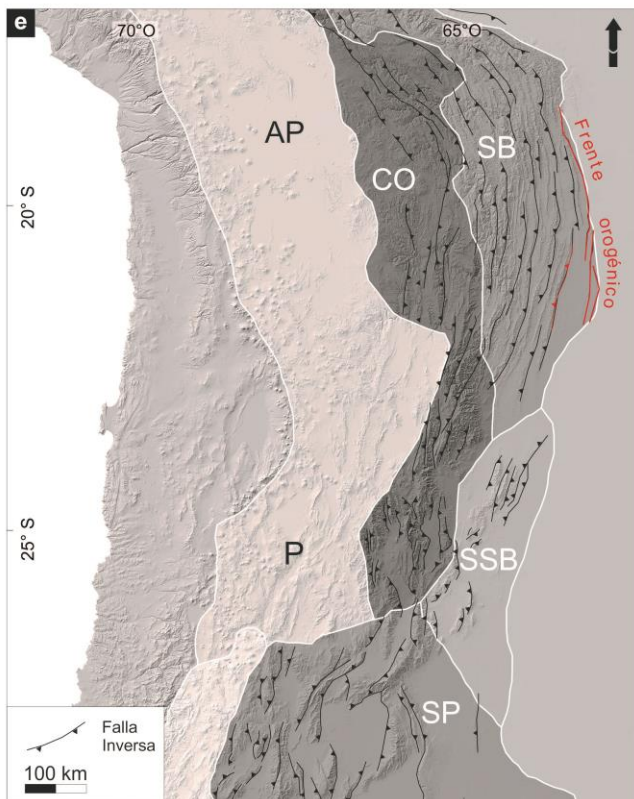 e
70°O
65°O
AP
SB
CO
Frente
orogénico
20° S
25° S
P
SSB
SP
Falla
Inversa
100 km